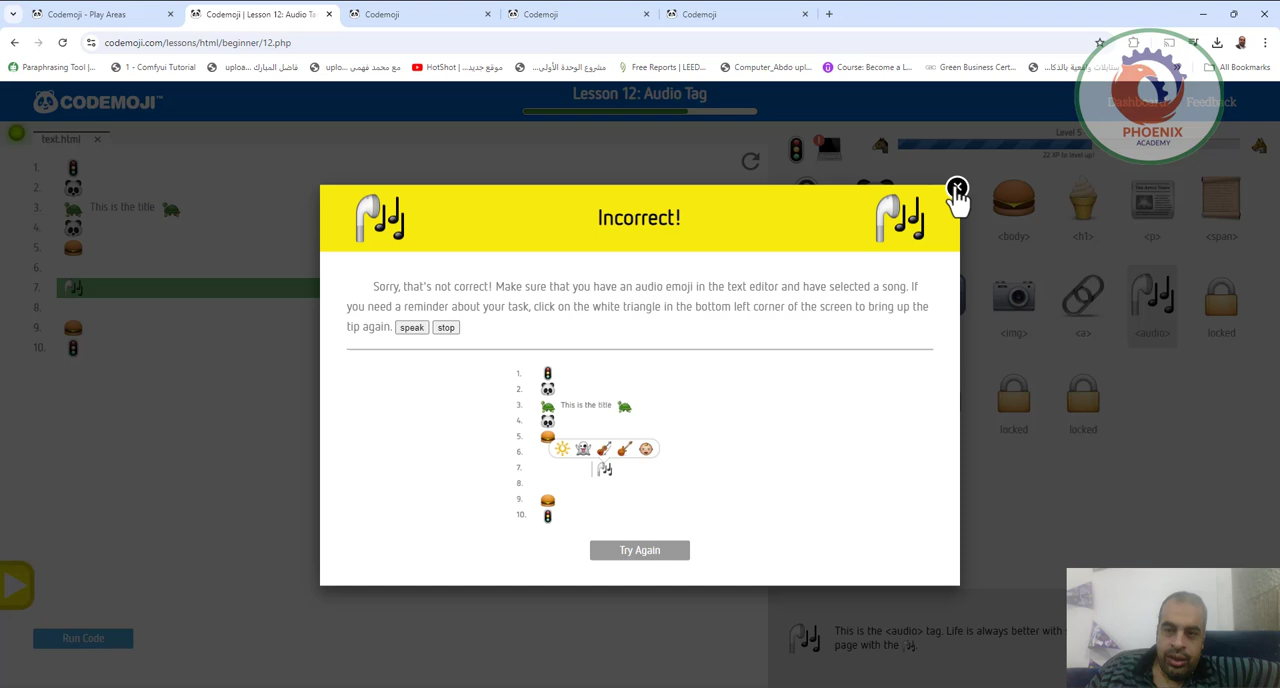 Codemoji - Play Areas
Codemoji | Lesson 12: Audio Ta
Codemoji
Codemoji
Codemoji
codemoji.com/lessons/html/beginner/12.php
Paraphrasing Tool |...
1 - Comfyui Tutorial
uploa...
فاضل المبارك
uplo...
مع محمد فهمي
HotShot | موقع جديد...
مشروع الوحدة الأولى...
Free Reports | LEED...
Computer_Abdo upl...
Course: Become a L...
Green Business Cert...
All Bookmarks
CODEMOJI™
Lesson 12: Audio Tag
Dashboard
Feedback
PHOENIX
ACADEMY
text.html
Level 5
22 XP to level up!
1.
2.
3. This is the title
4.
5.
6.
7.
8.
9.
10.
Incorrect!
Sorry, that's not correct! Make sure that you have an audio emoji in the text editor and have selected a song. If
you need a reminder about your task, click on the white triangle in the bottom left corner of the screen to bring up the
tip again. speak stop
1.
2.
3. This is the title
4.
5.
6.
7.
8.
9.
10.
Try Again
<body>
<h1>
<p>
<span>
<img>
<a>
<audio>
locked
locked
locked
Run Code
This is the <audio> tag. Life is always better with
page with the